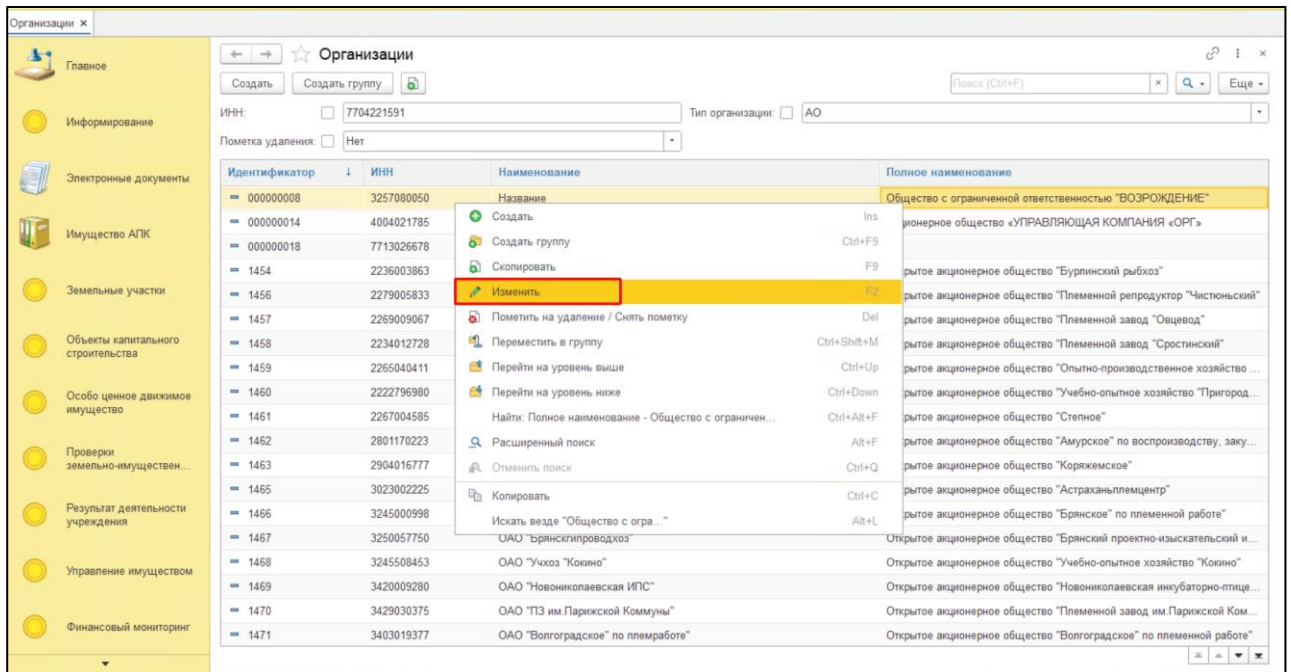 Организации ×
Главное
Информирование
Электронные документы
Имущество АПК
Земельные участки
Объекты капитального
строительства
Особо ценное движимое
имущество
Проверки
земельно-имуществен...
Результат деятельности
учреждения
Управление имуществом
Финансовый мониторинг
Организации
Создать Создать группу Поиск (Ctrl+F) × Еще
ИНН: 7704221591 Тип организации: АО
Пометка удаления: Нет
Идентификатор ↓ ИНН Наименование Полное наименование
000000008 3257080050 Название Общество с ограниченной ответственностью "ВОЗРОЖДЕНИЕ"
000000014 4004021785 ционерное общество «УПРАВЛЯЮЩАЯ КОМПАНИЯ «ОРГ»
000000018 7713026678
1454 2236003863 рытое акционерное общество "Бурлинский рыбхоз"
1456 2279005833 рытое акционерное общество "Племенной репродуктор "Чистюньский"
1457 2269009067 рытое акционерное общество "Племенной завод "Овцевод"
1458 2234012728 рытое акционерное общество "Племенной завод "Сростинский"
1459 2265040411 рытое акционерное общество "Опытно-производственное хозяйство ...
1460 2222796980 рытое акционерное общество "Учебно-опытное хозяйство "Пригород...
1461 2267004585 рытое акционерное общество "Степное"
1462 2801170223 рытое акционерное общество "Амурское" по воспроизводству, заку...
1463 2904016777 рытое акционерное общество "Коряжемское"
1465 3023002225 рытое акционерное общество "Астраханьплемцентр"
1466 3245000998 рытое акционерное общество "Брянское" по племенной работе"
1467 3250057750 ОАО "Брянскгипроводхоз" Открытое акционерное общество "Брянский проектно-изыскательский и...
1468 3245508453 ОАО "Учхоз "Кокино" Открытое акционерное общество "Учебно-опытное хозяйство "Кокино"
1469 3420009280 ОАО "Новониколаевская ИПС" Открытое акционерное общество "Новониколаевская инкубаторно-птице...
1470 3429030375 ОАО "ПЗ им.Парижской Коммуны" Открытое акционерное общество "Племенной завод им.Парижской Ком...
1471 3403019377 ОАО "Волгоградское" по племработе" Открытое акционерное общество "Волгоградское" по племенной работе"
Создать Ins
Создать группу Ctrl+F9
Скопировать F9
Изменить F2
Пометить на удаление / Снять пометку Del
Переместить в группу Ctrl+Shift+M
Перейти на уровень выше Ctrl+Up
Перейти на уровень ниже Ctrl+Down
Найти: Полное наименование - Общество с ограничен... Ctrl+Alt+F
Расширенный поиск Alt+F
Отменить поиск Ctrl+Q
Копировать Ctrl+C
Искать везде "Общество с огра..." Alt+L